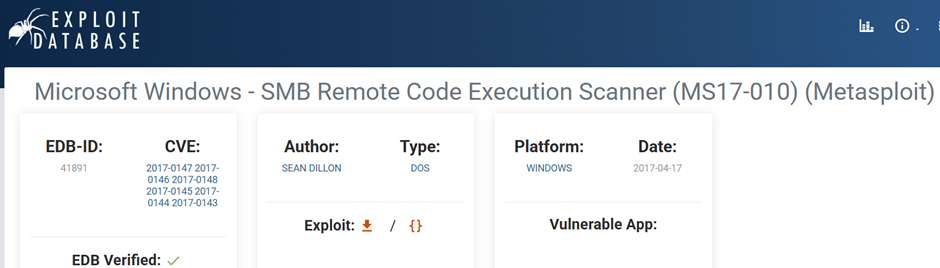 EXPLOIT
DATABASE
Microsoft Windows - SMB Remote Code Execution Scanner (MS17-010) (Metasploit)
EDB-ID:
41891
CVE:
2017-0147 2017-
0146 2017-0148
2017-0145 2017-
0144 2017-0143
EDB Verified:
Author:
SEAN DILLON
Type:
DOS
Exploit: / {}
Platform:
WINDOWS
Date:
2017-04-17
Vulnerable App: